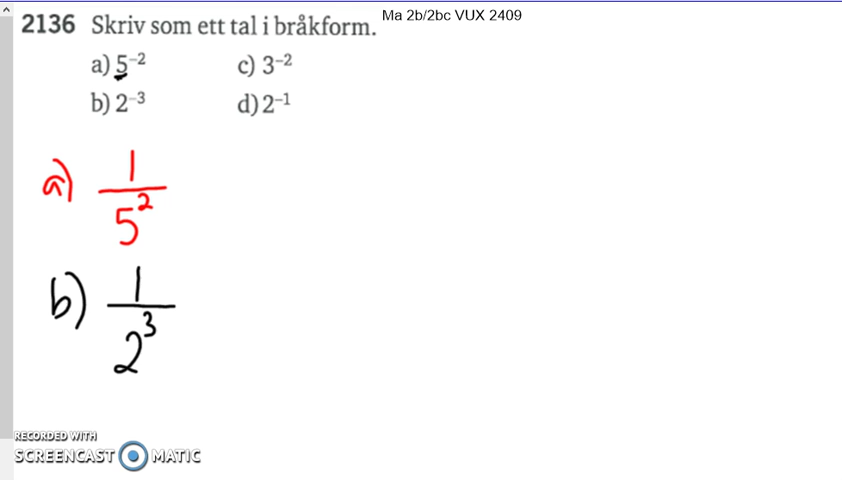 Ma 2b/2bc VUX 2409
2136 Skriv som ett tal i bråkform.
a) 5⁻² c) 3⁻²
b) 2⁻³ d) 2⁻¹
a) 1
5²
b) 1
2³
RECORDED WITH
SCREENCAST MATIC